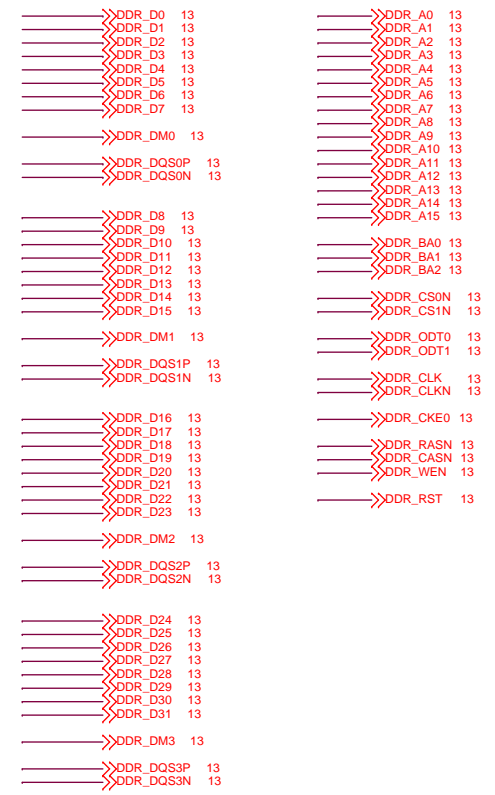 DDR_D0 13
DDR_D1 13
DDR_D2 13
DDR_D3 13
DDR_D4 13
DDR_D5 13
DDR_D6 13
DDR_D7 13
DDR_DM0 13
DDR_DQS0P 13
DDR_DQS0N 13
DDR_D8 13
DDR_D9 13
DDR_D10 13
DDR_D11 13
DDR_D12 13
DDR_D13 13
DDR_D14 13
DDR_D15 13
DDR_DM1 13
DDR_DQS1P 13
DDR_DQS1N 13
DDR_D16 13
DDR_D17 13
DDR_D18 13
DDR_D19 13
DDR_D20 13
DDR_D21 13
DDR_D22 13
DDR_D23 13
DDR_DM2 13
DDR_DQS2P 13
DDR_DQS2N 13
DDR_D24 13
DDR_D25 13
DDR_D26 13
DDR_D27 13
DDR_D28 13
DDR_D29 13
DDR_D30 13
DDR_D31 13
DDR_DM3 13
DDR_DQS3P 13
DDR_DQS3N 13
DDR_A0 13
DDR_A1 13
DDR_A2 13
DDR_A3 13
DDR_A4 13
DDR_A5 13
DDR_A6 13
DDR_A7 13
DDR_A8 13
DDR_A9 13
DDR_A10 13
DDR_A11 13
DDR_A12 13
DDR_A13 13
DDR_A14 13
DDR_A15 13
DDR_BA0 13
DDR_BA1 13
DDR_BA2 13
DDR_CS0N 13
DDR_CS1N 13
DDR_ODT0 13
DDR_ODT1 13
DDR_CLK 13
DDR_CLKN 13
DDR_CKE0 13
DDR_RASN 13
DDR_CASN 13
DDR_WEN 13
DDR_RST 13